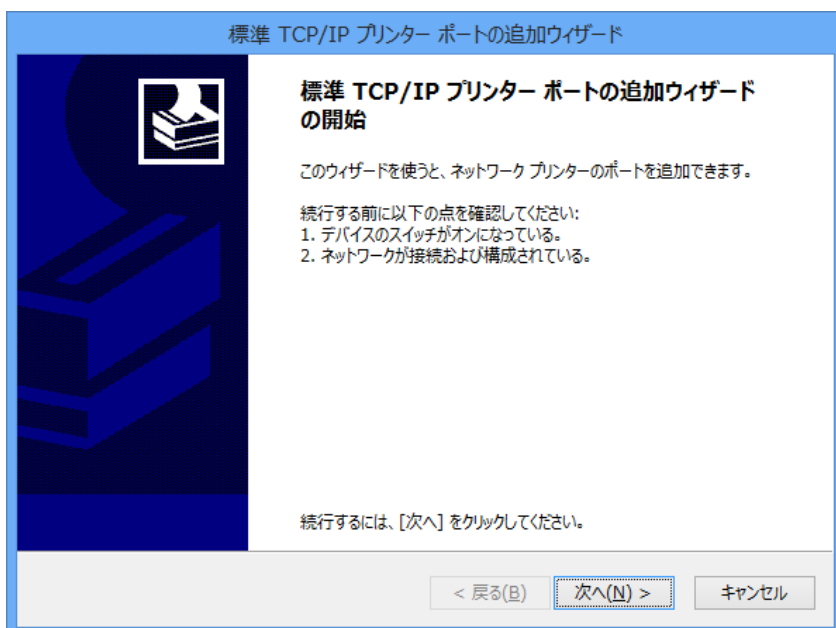 標準 TCP/IP プリンター ポートの追加ウィザード
標準 TCP/IP プリンター ポートの追加ウィザード
の開始
このウィザードを使うと、ネットワーク プリンターのポートを追加できます。
続行する前に以下の点を確認してください:
1. デバイスのスイッチがオンになっている。
2. ネットワークが接続および構成されている。
続行するには、[次へ] をクリックしてください。
< 戻る(B) 次へ(N) > キャンセル